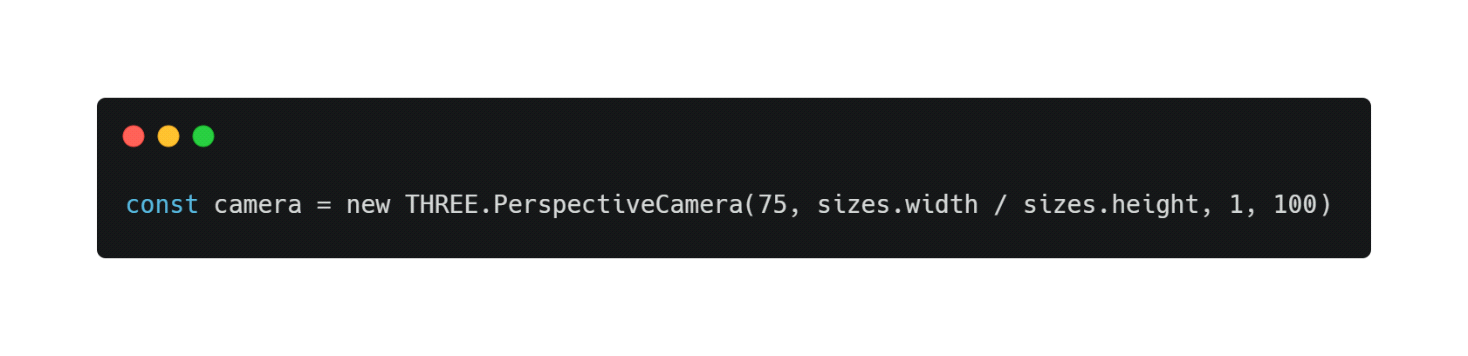 const camera = new THREE.PerspectiveCamera(75, sizes.width / sizes.height, 1, 100)